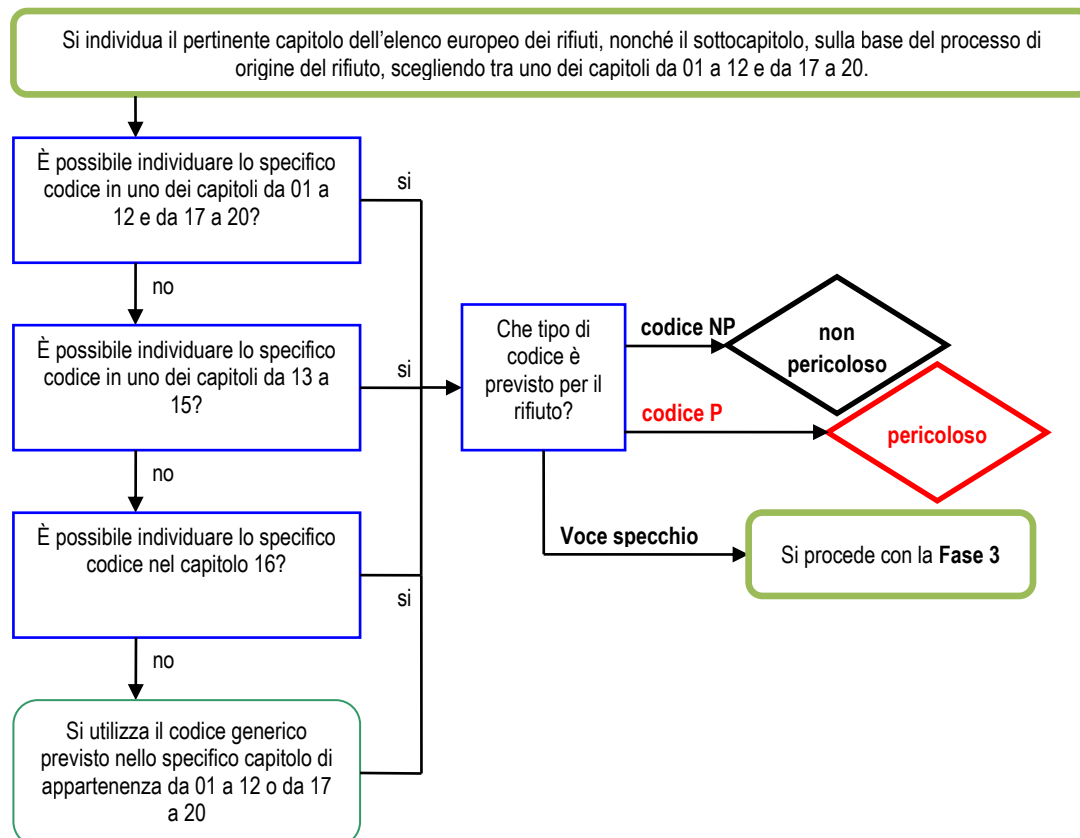 Si individua il pertinente capitolo dell'elenco europeo dei rifiuti, nonché il sottocapitolo, sulla base del processo di
origine del rifiuto, scegliendo tra uno dei capitoli da 01 a 12 e da 17 a 20.
È possibile individuare lo specifico
codice in uno dei capitoli da 01 a
12 e da 17 a 20?
si
no
È possibile individuare lo specifico
codice in uno dei capitoli da 13 a
15?
si
no
È possibile individuare lo specifico
codice nel capitolo 16?
si
no
Si utilizza il codice generico
previsto nello specifico capitolo di
appartenenza da 01 a 12 o da 17
a 20
Che tipo di
codice è
previsto per il
rifiuto?
codice NP
non
pericoloso
codice P
pericoloso
Voce specchio
Si procede con la Fase 3